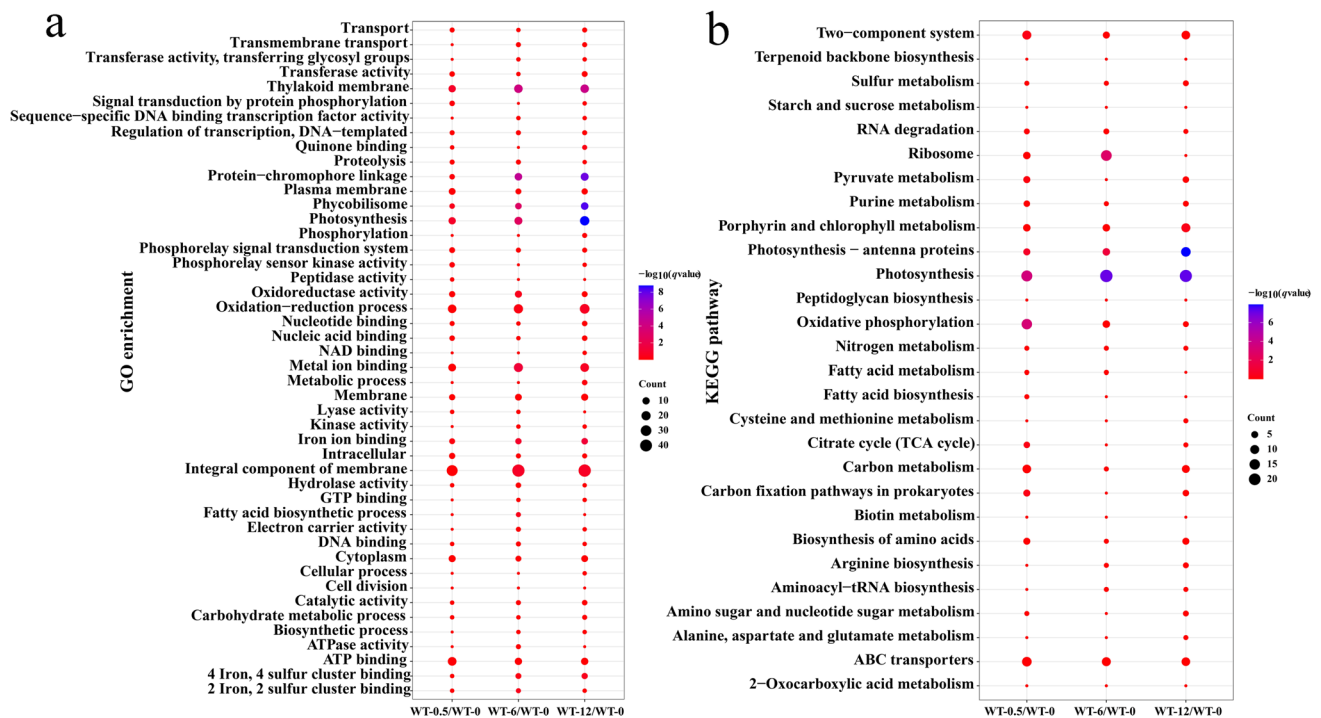 a
GO enrichment
Transport
Transmembrane transport
Transferase activity, transferring glycosyl groups
Transferase activity
Thylakoid membrane
Signal transduction by protein phosphorylation
Sequence−specific DNA binding transcription factor activity
Regulation of transcription, DNA−templated
Quinone binding
Proteolysis
Protein−chromophore linkage
Plasma membrane
Phycobilisome
Photosynthesis
Phosphorylation
Phosphorelay signal transduction system
Phosphorelay sensor kinase activity
Peptidase activity
Oxidoreductase activity
Oxidation−reduction process
Nucleotide binding
Nucleic acid binding
NAD binding
Metal ion binding
Metabolic process
Membrane
Lyase activity
Kinase activity
Iron ion binding
Intracellular
Integral component of membrane
Hydrolase activity
GTP binding
Fatty acid biosynthetic process
Electron carrier activity
DNA binding
Cytoplasm
Cellular process
Cell division
Catalytic activity
Carbohydrate metabolic process
Biosynthetic process
ATPase activity
ATP binding
4 Iron, 4 sulfur cluster binding
2 Iron, 2 sulfur cluster binding
WT-0.5/WT-0 WT-6/WT-0 WT-12/WT-0
−log10(qvalue)
8
6
4
2
Count
10
20
30
40
b
KEGG pathway
Two−component system
Terpenoid backbone biosynthesis
Sulfur metabolism
Starch and sucrose metabolism
RNA degradation
Ribosome
Pyruvate metabolism
Purine metabolism
Porphyrin and chlorophyll metabolism
Photosynthesis − antenna proteins
Photosynthesis
Peptidoglycan biosynthesis
Oxidative phosphorylation
Nitrogen metabolism
Fatty acid metabolism
Fatty acid biosynthesis
Cysteine and methionine metabolism
Citrate cycle (TCA cycle)
Carbon metabolism
Carbon fixation pathways in prokaryotes
Biotin metabolism
Biosynthesis of amino acids
Arginine biosynthesis
Aminoacyl−tRNA biosynthesis
Amino sugar and nucleotide sugar metabolism
Alanine, aspartate and glutamate metabolism
ABC transporters
2−Oxocarboxylic acid metabolism
WT-0.5/WT-0 WT-6/WT-0 WT-12/WT-0
−log10(qvalue)
6
4
2
Count
5
10
15
20